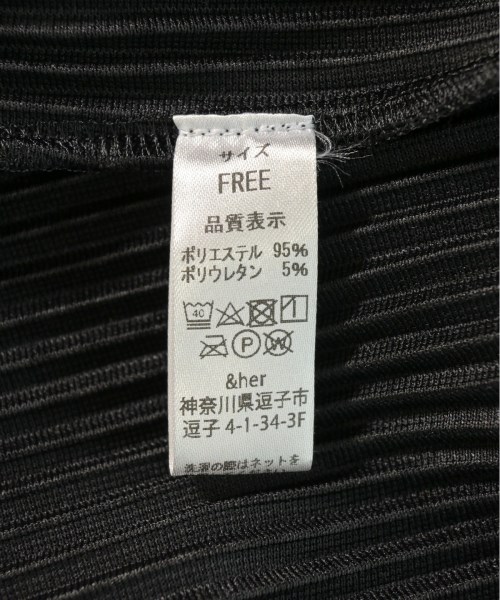 サイズ
FREE
品質表示
ポリエステル 95%
ポリウレタン 5%
40
P W
&her
神奈川県逗子市
逗子 4-1-34-3F
洗濯の際はネットを